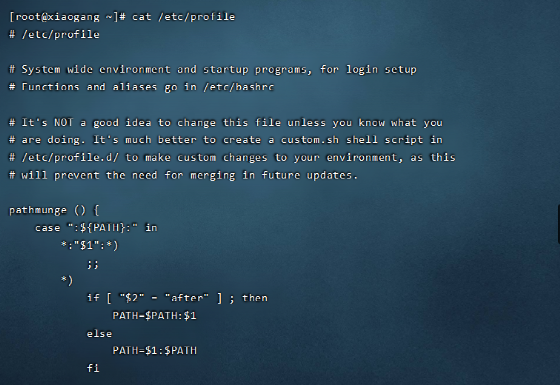 [root@xiaogang ~]# cat /etc/profile
# /etc/profile
# System wide environment and startup programs, for login setup
# Functions and aliases go in /etc/bashrc
# It's NOT a good idea to change this file unless you know what you
# are doing. It's much better to create a custom.sh shell script in
# /etc/profile.d/ to make custom changes to your environment, as this
# will prevent the need for merging in future updates.
pathmunge () {
    case ":${PATH}:" in
        *:"$1":*)
            ;;
        *)
            if [ "$2" = "after" ] ; then
                PATH=$PATH:$1
            else
                PATH=$1:$PATH
            fi